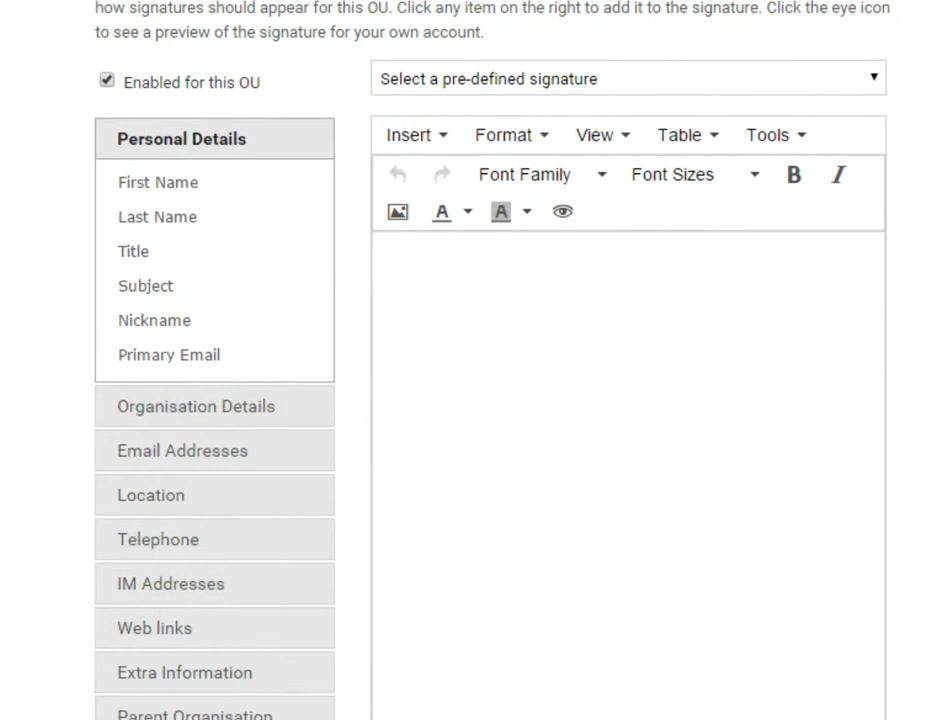 how signatures should appear for this OU. Click any item on the right to add it to the signature. Click the eye icon
to see a preview of the signature for your own account.
Enabled for this OU
Select a pre-defined signature
Personal Details
First Name
Last Name
Title
Subject
Nickname
Primary Email
Organisation Details
Email Addresses
Location
Telephone
IM Addresses
Web links
Extra Information
Parent Organisation
Insert Format View Table Tools
Font Family Font Sizes B I
A A